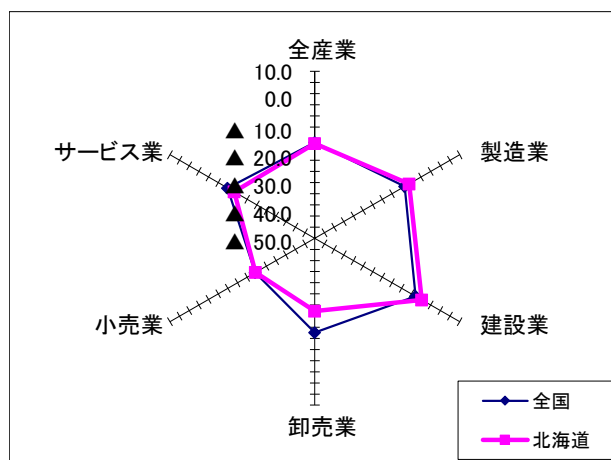 全産業
10.0
0.0
▲ 10.0
▲ 20.0
▲ 30.0
▲ 40.0
▲ 50.0
サービス業
製造業
小売業
建設業
卸売業
全国
北海道